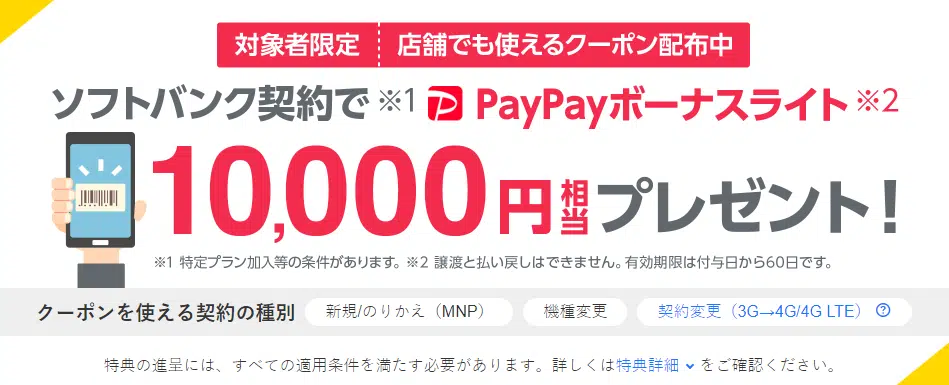 対象者限定 店舗でも使えるクーポン配布中
ソフトバンク契約で※1 PayPayボーナスライト※2
10,000円相当プレゼント!
※1 特定プラン加入等の条件があります。※2 譲渡と払い戻しはできません。有効期限は付与日から60日です。
クーポンを使える契約の種別 新規/のりかえ（MNP） 機種変更 契約変更（3G→4G/4G LTE） ?
特典の進呈には、すべての適用条件を満たす必要があります。詳しくは特典詳細 をご確認ください。